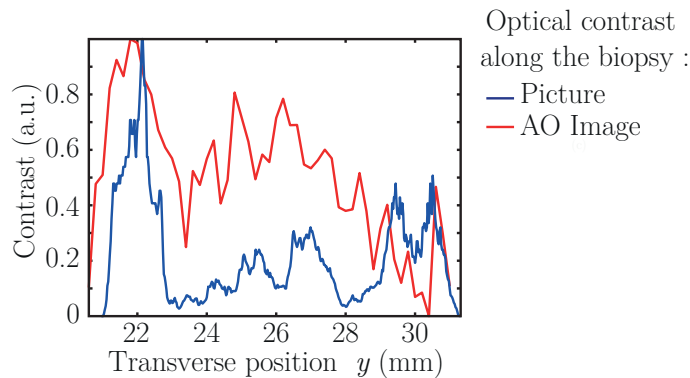 Optical contrast
along the biopsy :
Picture
AO Image
Contrast (a.u.)
0.8
0.6
0.4
0.2
0
22 24 26 28 30
Transverse position y (mm)